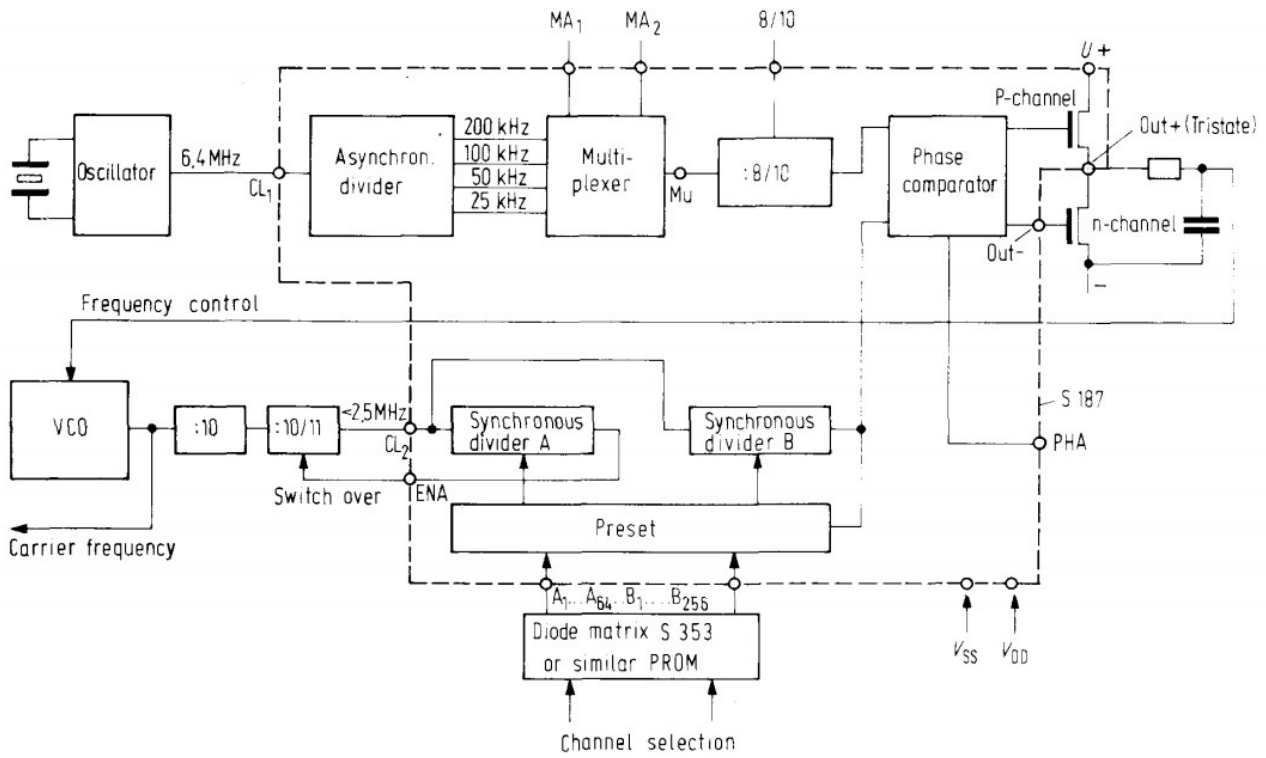 MA₁
MA₂
8/10
U+
P-channel
Oscillator
6,4MHz
CL₁
Asynchron.
divider
200 kHz
100 kHz
50 kHz
25 kHz
Multi-
plexer
Mu
:8/10
Phase
comparator
Out+(Tristate)
n-channel
Out-
−
Frequency control
VCO
:10
:10/11
<2,5MHz
CL₂
Synchronous
divider A
Synchronous
divider B
S 187
PHA
Switch over
ENA
Preset
Carrier frequency
A₁...A₆₄..B₁....B₂₅₆
Diode matrix S 353
or similar PROM
VSS
VDD
Channel selection